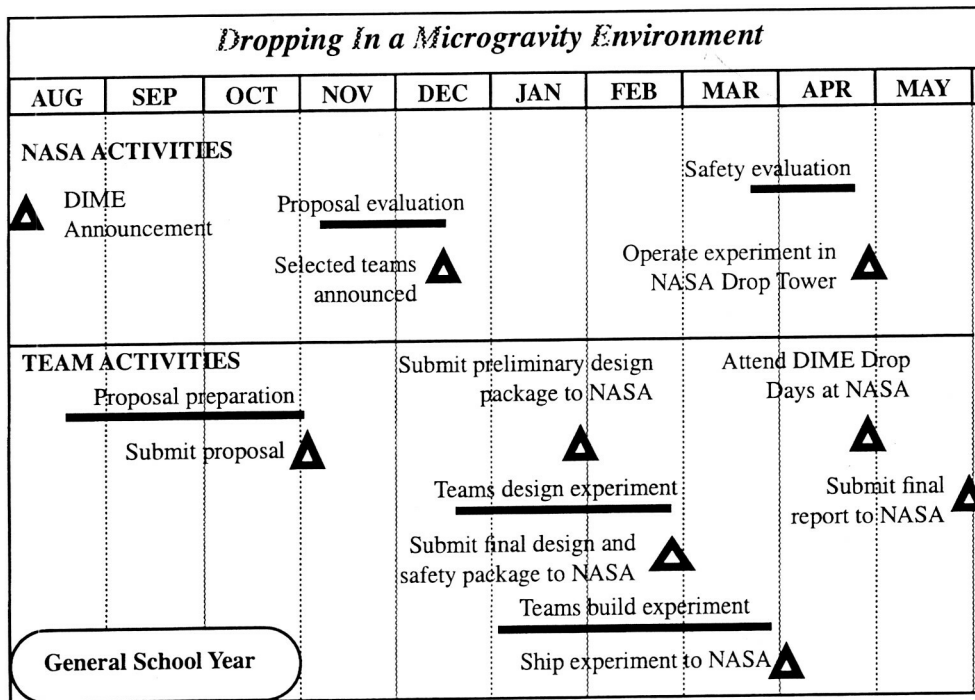 Dropping In a Microgravity Environment
AUG SEP OCT NOV DEC JAN FEB MAR APR MAY
NASA ACTIVITIES
DIME
Announcement
Proposal evaluation
Selected teams
announced
Safety evaluation
Operate experiment in
NASA Drop Tower
TEAM ACTIVITIES
Proposal preparation
Submit proposal
Submit preliminary design
package to NASA
Attend DIME Drop
Days at NASA
Teams design experiment
Submit final
report to NASA
Submit final design and
safety package to NASA
Teams build experiment
Ship experiment to NASA
General School Year